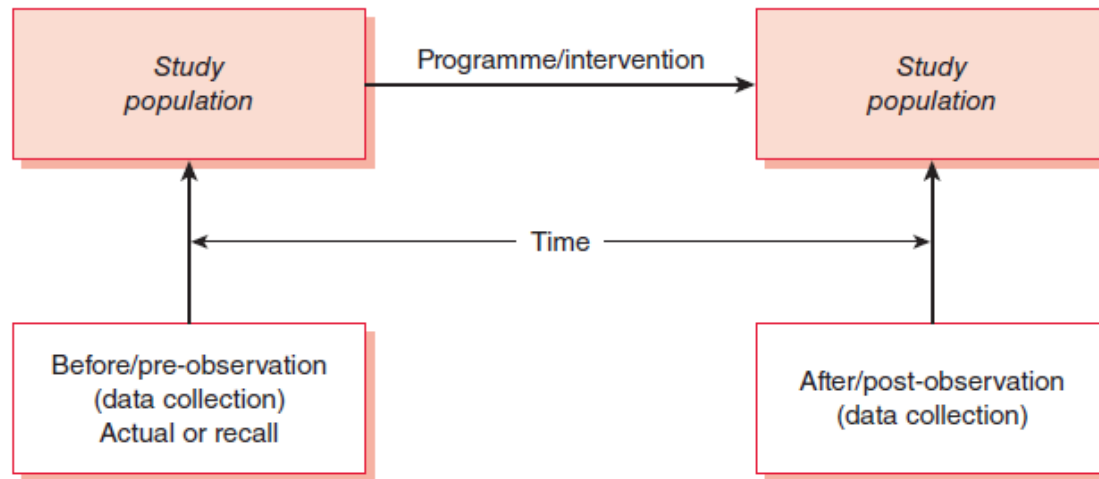 Study
population
Programme/intervention
Study
population
Time
Before/pre-observation
(data collection)
Actual or recall
After/post-observation
(data collection)